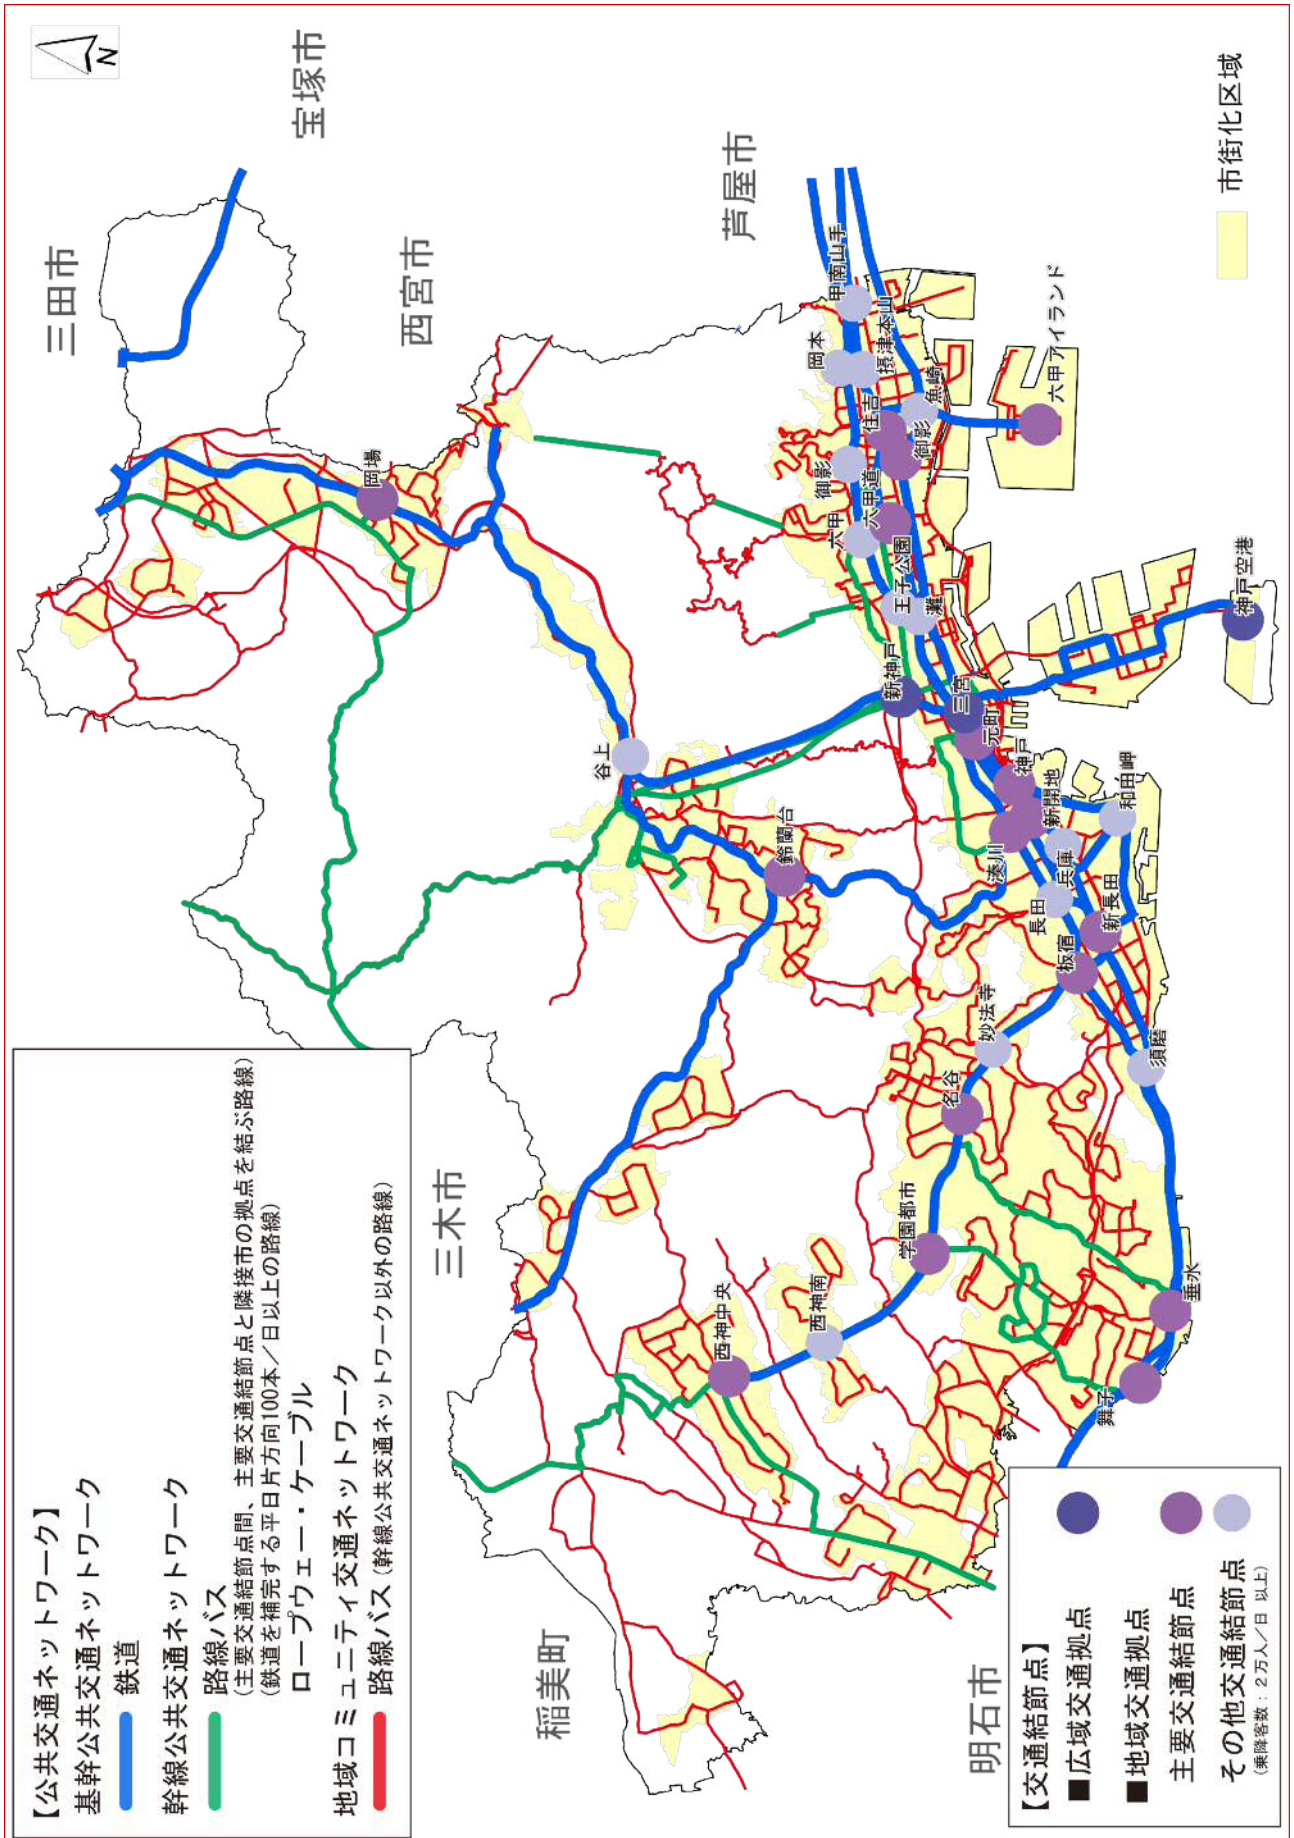 【公共交通ネットワーク】
基幹公共交通ネットワーク
鉄道
幹線公共交通ネットワーク
路線バス
(主要交通結節点間、主要交通結節点と隣接市の拠点を結ぶ路線)
(鉄道を補完する平日片方向100本／日以上の路線)
ロープウェー・ケーブル
地域コミュニティ交通ネットワーク
路線バス(幹線公共交通ネットワーク以外の路線)
N
三田市
宝塚市
西宮市
芦屋市
三木市
稲美町
明石市
岡場
谷上
鈴蘭台
西神中央
西神南
学園都市
名谷
妙法寺
板宿
新長田
長田
兵庫
湊川
新開地
神戸
元町
三宮
新神戸
和田岬
須磨
垂水
舞子
王子公園
灘
六甲
六甲道
御影
御影
住吉
魚崎
岡本
摂津本山
甲南山手
六甲アイランド
神戸空港
【交通結節点】
■広域交通拠点
■地域交通拠点
主要交通結節点
その他交通結節点
(乗降客数：2万人／日 以上)
市街化区域